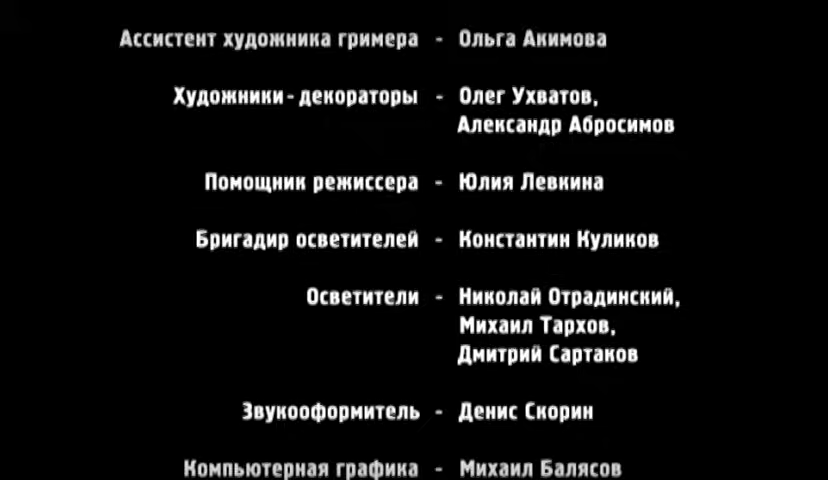 Ассистент художника гримера - Ольга Акимова
Художники - декораторы - Олег Ухватов,
Александр Абросимов
Помощник режиссера - Юлия Левкина
Бригадир осветителей - Константин Куликов
Осветители - Николай Отрадинский,
Михаил Тархов,
Дмитрий Сартаков
Звукооформитель - Денис Скорин
Компьютерная графика - Михаил Балясов